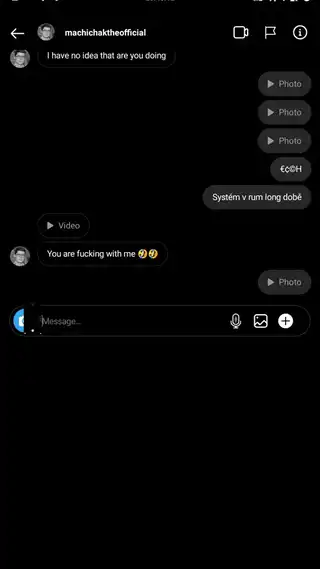 machichaktheofficial
I have no idea that are you doing
Photo
Photo
Photo
€¢©H
Systém v rum long době
Video
You are fucking with me 🤣🤣
Photo
Message...